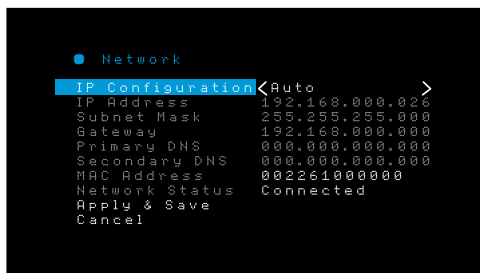 Network
IP Configuration Auto
IP Address 192.168.000.026
Subnet Mask 255.255.255.000
Gateway 192.168.000.000
Primary DNS 000.000.000.000
Secondary DNS 000.000.000.000
MAC Address 002261000000
Network Status Connected
Apply & Save
Cancel